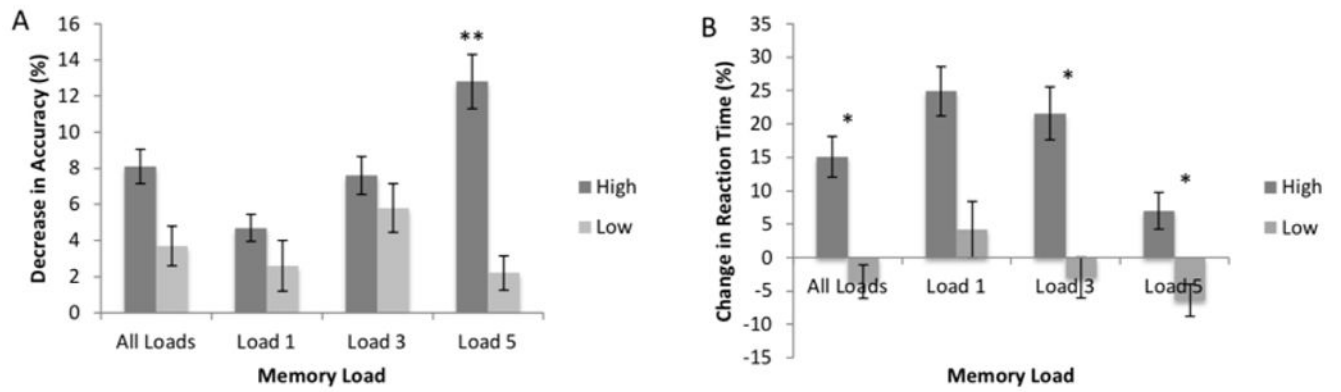 A
Decrease in Accuracy (%)
16
14
12
10
8
6
4
2
0
**
All Loads Load 1 Load 3 Load 5
Memory Load
High
Low
B
Change in Reaction Time (%)
35
30
25
20
15
10
5
0
-5
-10
-15
*
*
*
All Loads Load 1 Load 3 Load 5
Memory Load
High
Low